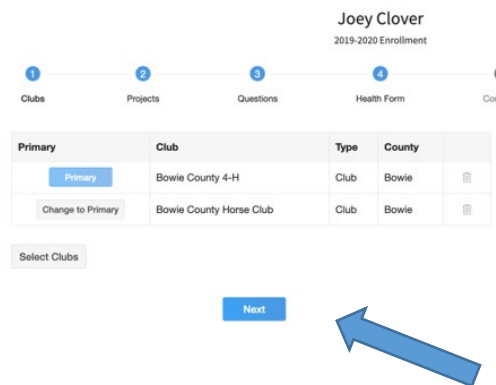 Joey Clover
2019-2020 Enrollment
1 2 3 4
Clubs Projects Questions Health Form
Primary Club Type County
Primary Bowie County 4-H Club Bowie
Change to Primary Bowie County Horse Club Club Bowie
Select Clubs
Next